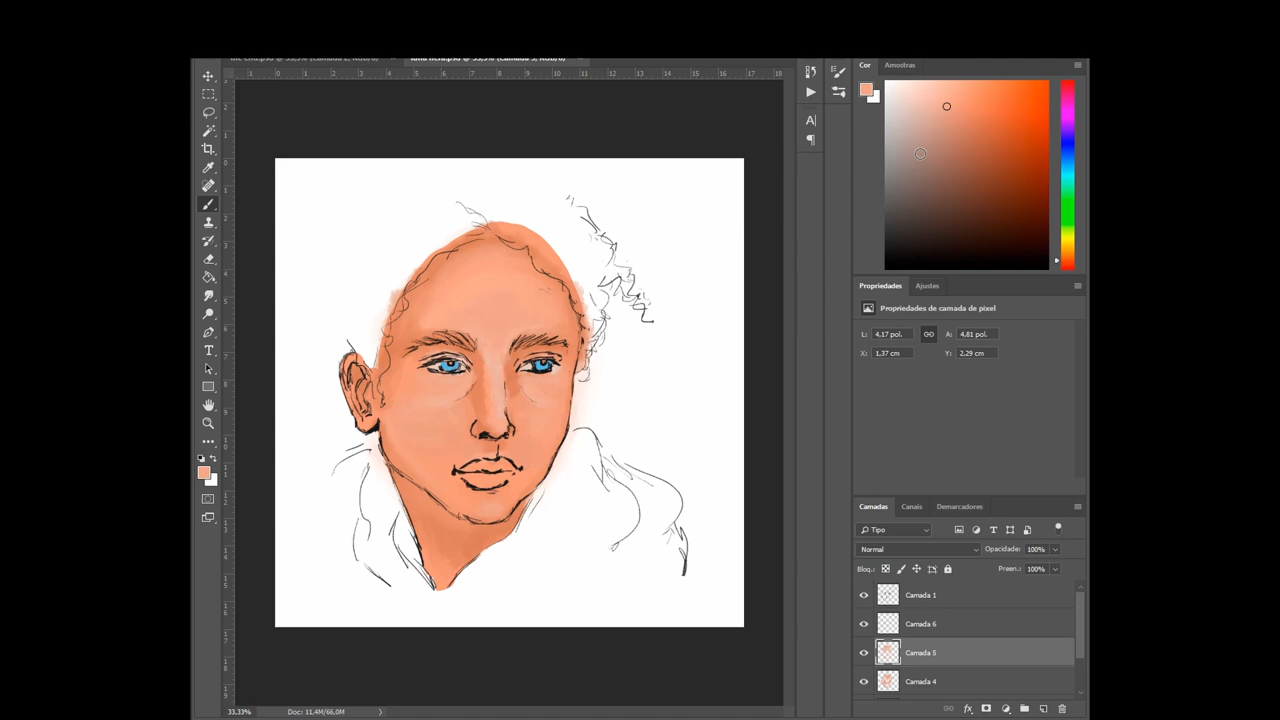 Cor Amostras
Propriedades Ajustes
Propriedades de camada de pixel
L: 4,17 pol. A: 4,81 pol.
X: 1,37 cm Y: 2,29 cm
Camadas Canais Demarcadores
Tipo
Normal Opacidade: 100%
Bloq.: Preen.: 100%
Camada 1
Camada 6
Camada 5
Camada 4
33,33% Doc: 11,4M/66,0M